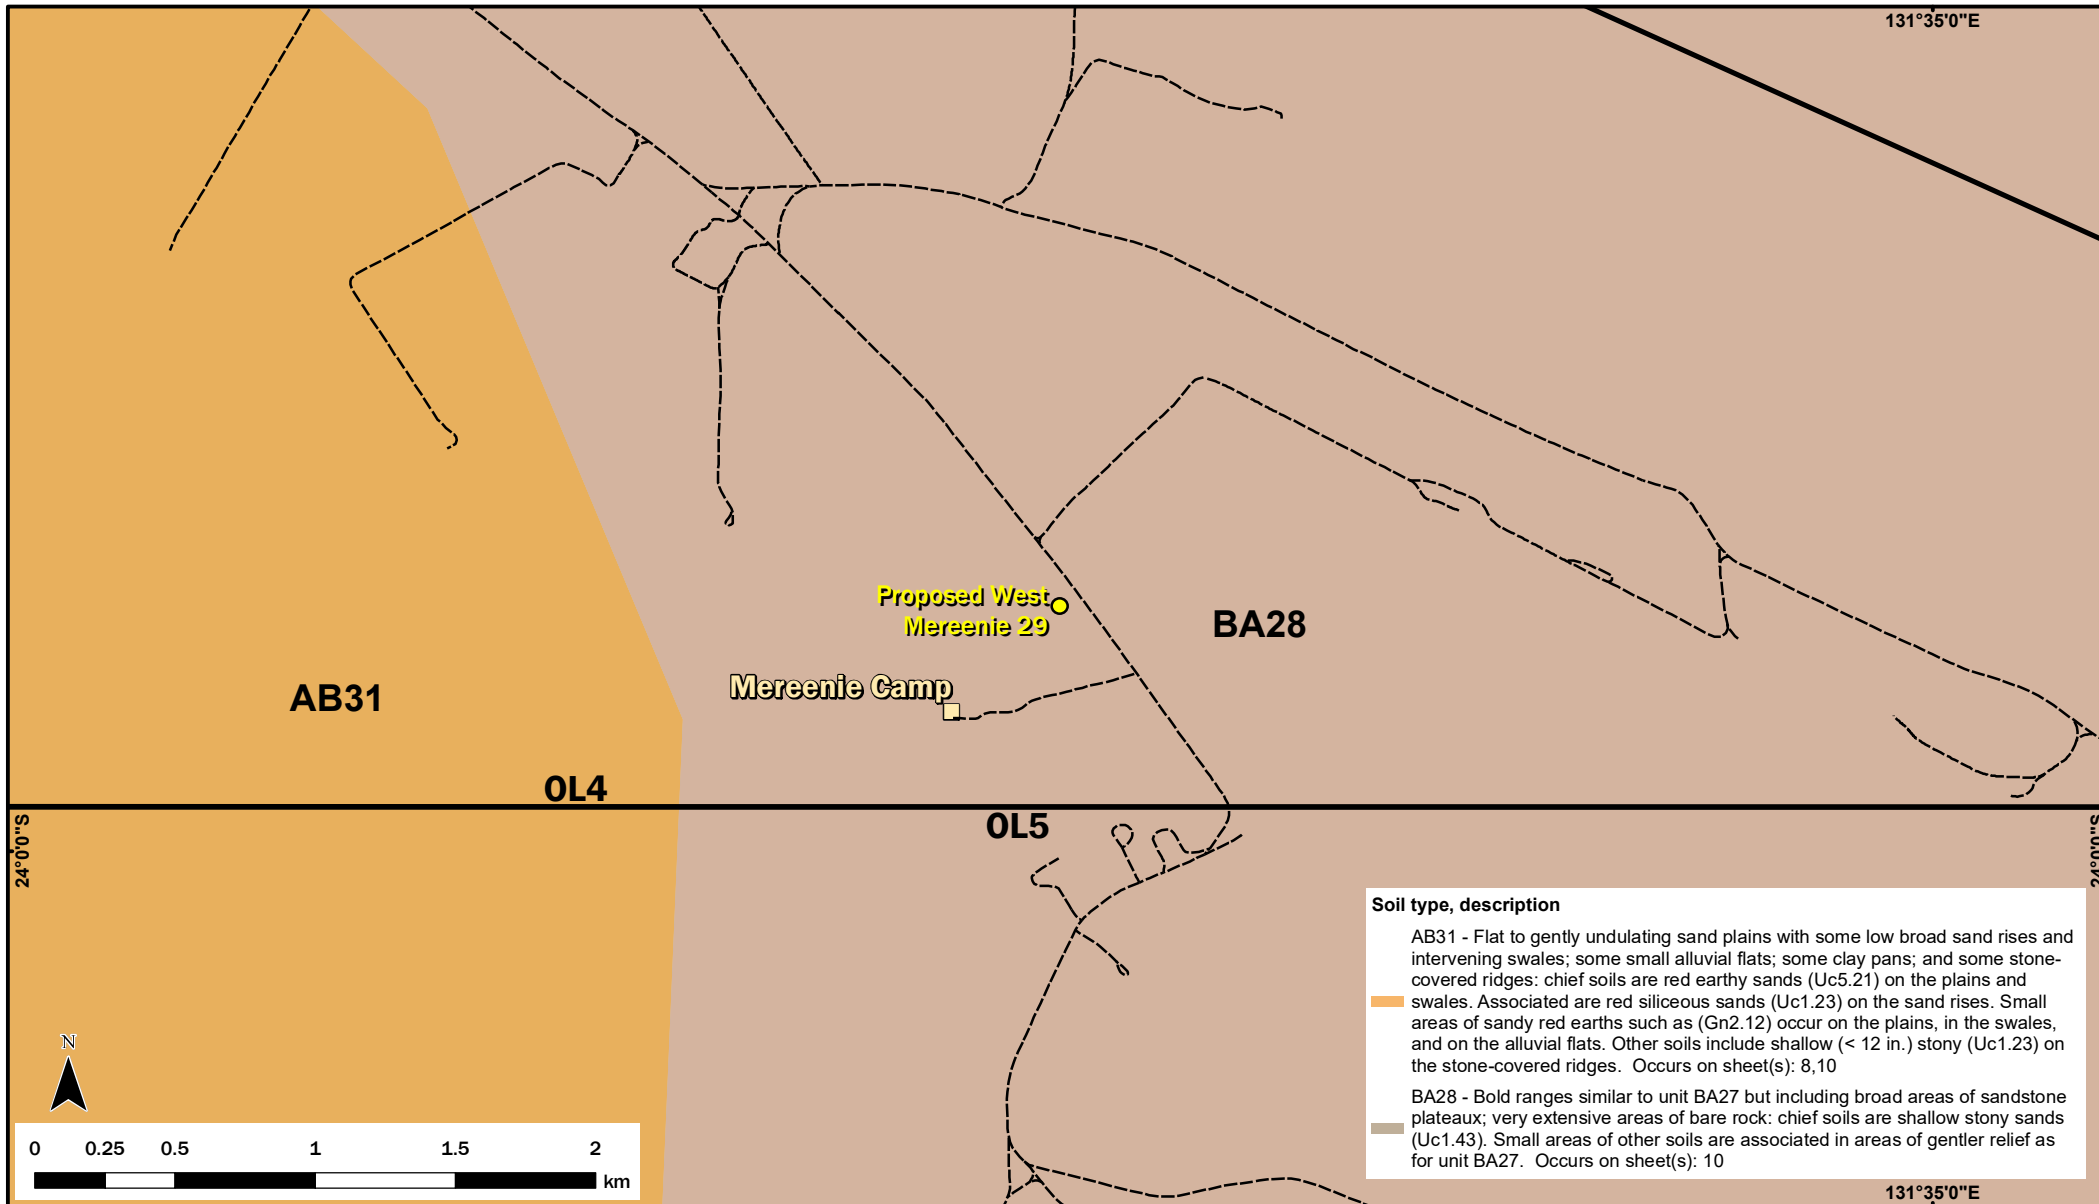 131°35'0"E
Proposed West
Mereenie 29
BA28
Mereenie Camp
AB31
OL4
OL5
24°0'0"S
24°0'0"S
Soil type, description
AB31 - Flat to gently undulating sand plains with some low broad sand rises and
intervening swales; some small alluvial flats; some clay pans; and some stone-
covered ridges: chief soils are red earthy sands (Uc5.21) on the plains and
swales. Associated are red siliceous sands (Uc1.23) on the sand rises. Small
areas of sandy red earths such as (Gn2.12) occur on the plains, in the swales,
and on the alluvial flats. Other soils include shallow (< 12 in.) stony (Uc1.23) on
the stone-covered ridges.  Occurs on sheet(s): 8,10
BA28 - Bold ranges similar to unit BA27 but including broad areas of sandstone
plateaux; very extensive areas of bare rock: chief soils are shallow stony sands
(Uc1.43). Small areas of other soils are associated in areas of gentler relief as
for unit BA27.  Occurs on sheet(s): 10
N
0 0.25 0.5 1 1.5 2
km
131°35'0"E